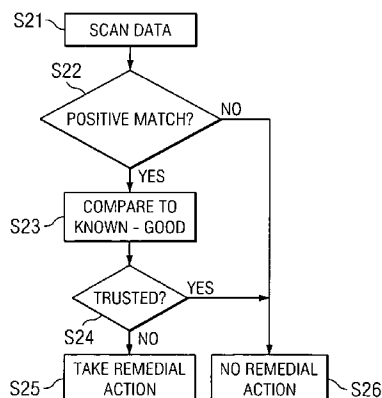 S21
SCAN DATA
S22
POSITIVE MATCH?
NO
YES
S23
COMPARE TO
KNOWN - GOOD
TRUSTED?
YES
S24
NO
S25
TAKE REMEDIAL
ACTION
NO REMEDIAL
ACTION
S26